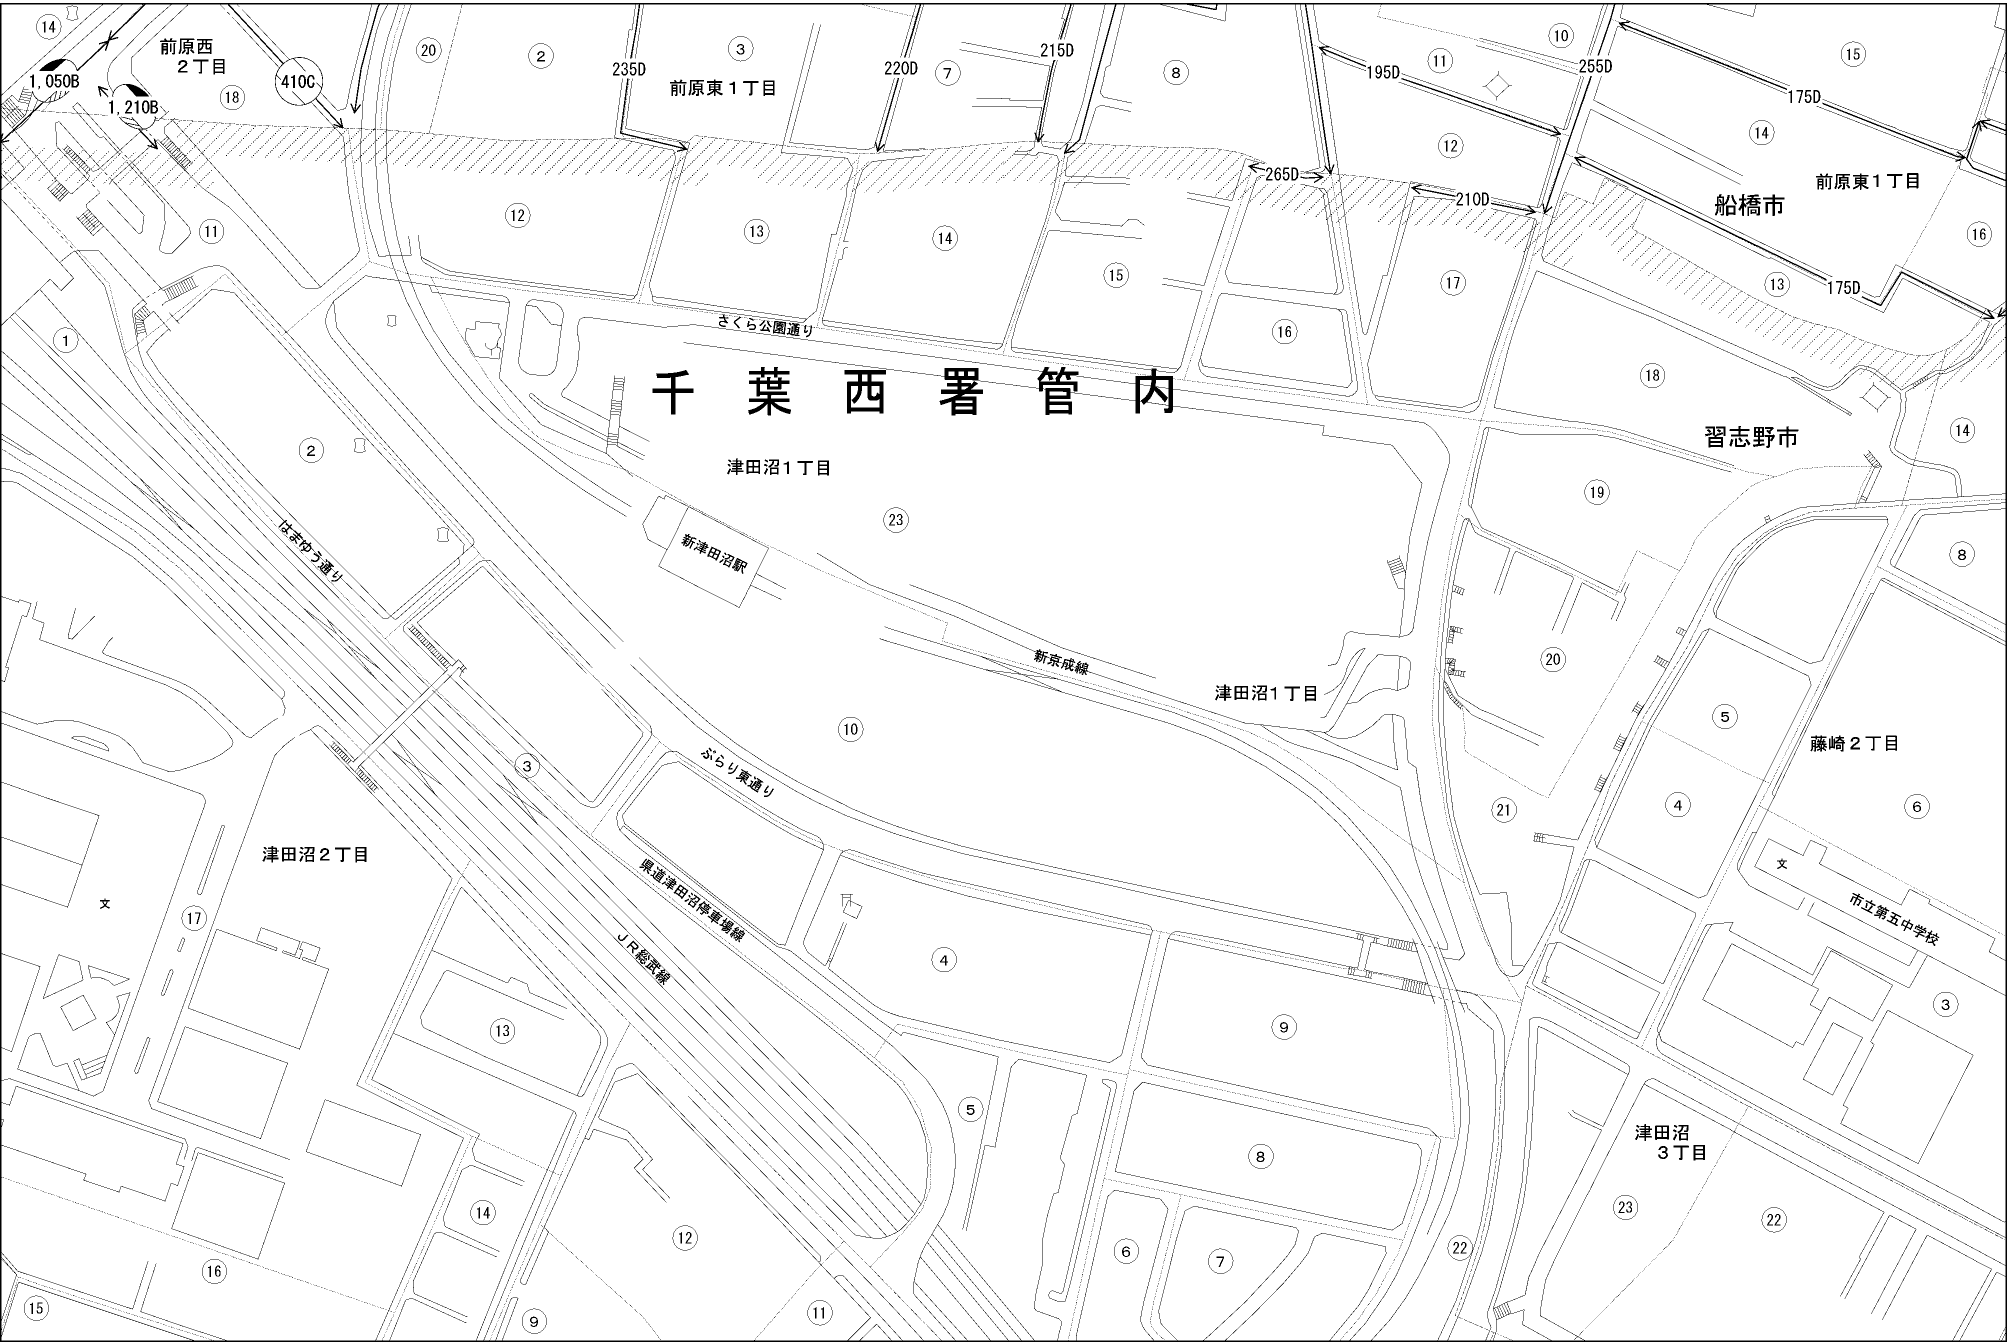 14
1,050B
1,210B
前原西
2丁目
18
410C
20
2
235D
3
前原東1丁目
220D
7
215D
8
195D
11
10
255D
15
175D
14
12
前原東1丁目
船橋市
16
13
175D
265D
210D
11
12
13
14
15
16
17
18
さくら公園通り
千葉西署管内
習志野市
14
1
2
はまゆう通り
津田沼1丁目
23
新津田沼駅
新京成線
津田沼1丁目
19
20
21
8
5
4
藤崎2丁目
6
文
市立第五中学校
3
10
ぷらり東通り
3
県道津田沼停車場線
JR総武線
津田沼2丁目
文
17
13
14
16
15
9
12
11
4
5
9
8
6
7
22
津田沼
3丁目
23
22